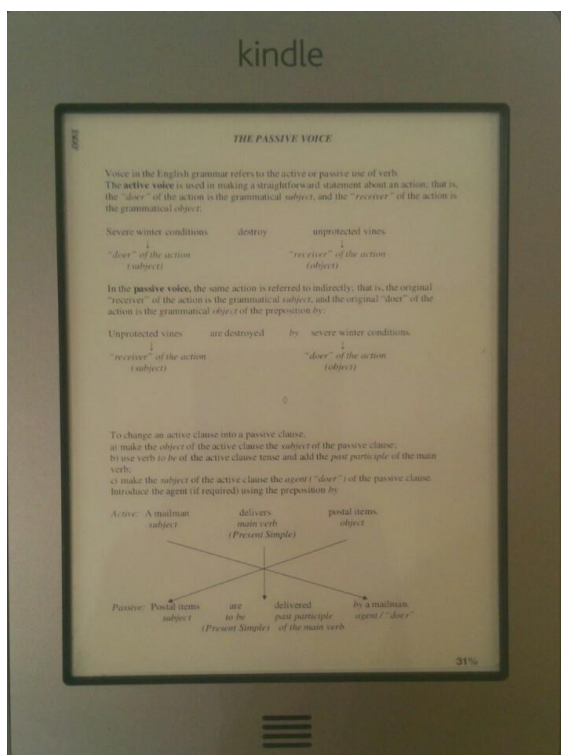 kindle
THE PASSIVE VOICE
Voice in the English grammar refers to the active or passive use of verb.
The active voice is used in making a straightforward statement about an action; that is,
the "doer" of the action is the grammatical subject, and the "receiver" of the action is
the grammatical object:
Severe winter conditions destroy unprotected vines.
"doer" of the action "receiver" of the action
(subject) (object)
In the passive voice, the same action is referred to indirectly; that is, the original
"receiver" of the action is the grammatical subject, and the original "doer" of the
action is the grammatical object of the preposition by:
Unprotected vines are destroyed by severe winter conditions.
"receiver" of the action "doer" of the action
(subject) (object)
To change an active clause into a passive clause,
a) make the object of the active clause the subject of the passive clause;
b) use verb to be of the active clause tense and add the past participle of the main
verb;
c) make the subject of the active clause the agent ("doer") of the passive clause.
Introduce the agent (if required) using the preposition by
Active: A mailman delivers postal items.
subject main verb object
(Present Simple)
Passive: Postal items are delivered by a mailman.
subject to be past participle agent / "doer"
(Present Simple) of the main verb
31%